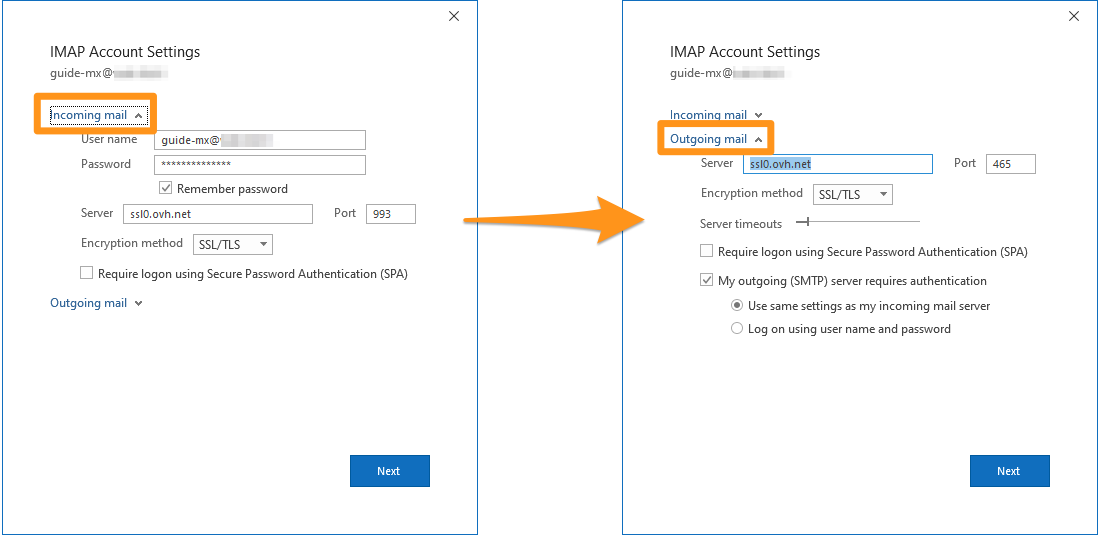 IMAP Account Settings
guide-mx@
Incoming mail
User name guide-mx@
Password **************
Remember password
Server ssl0.ovh.net Port 993
Encryption method SSL/TLS
Require logon using Secure Password Authentication (SPA)
Outgoing mail
Next
IMAP Account Settings
guide-mx@
Incoming mail
Outgoing mail
Server ssl0.ovh.net Port 465
Encryption method SSL/TLS
Server timeouts
Require logon using Secure Password Authentication (SPA)
My outgoing (SMTP) server requires authentication
Use same settings as my incoming mail server
Log on using user name and password
Next